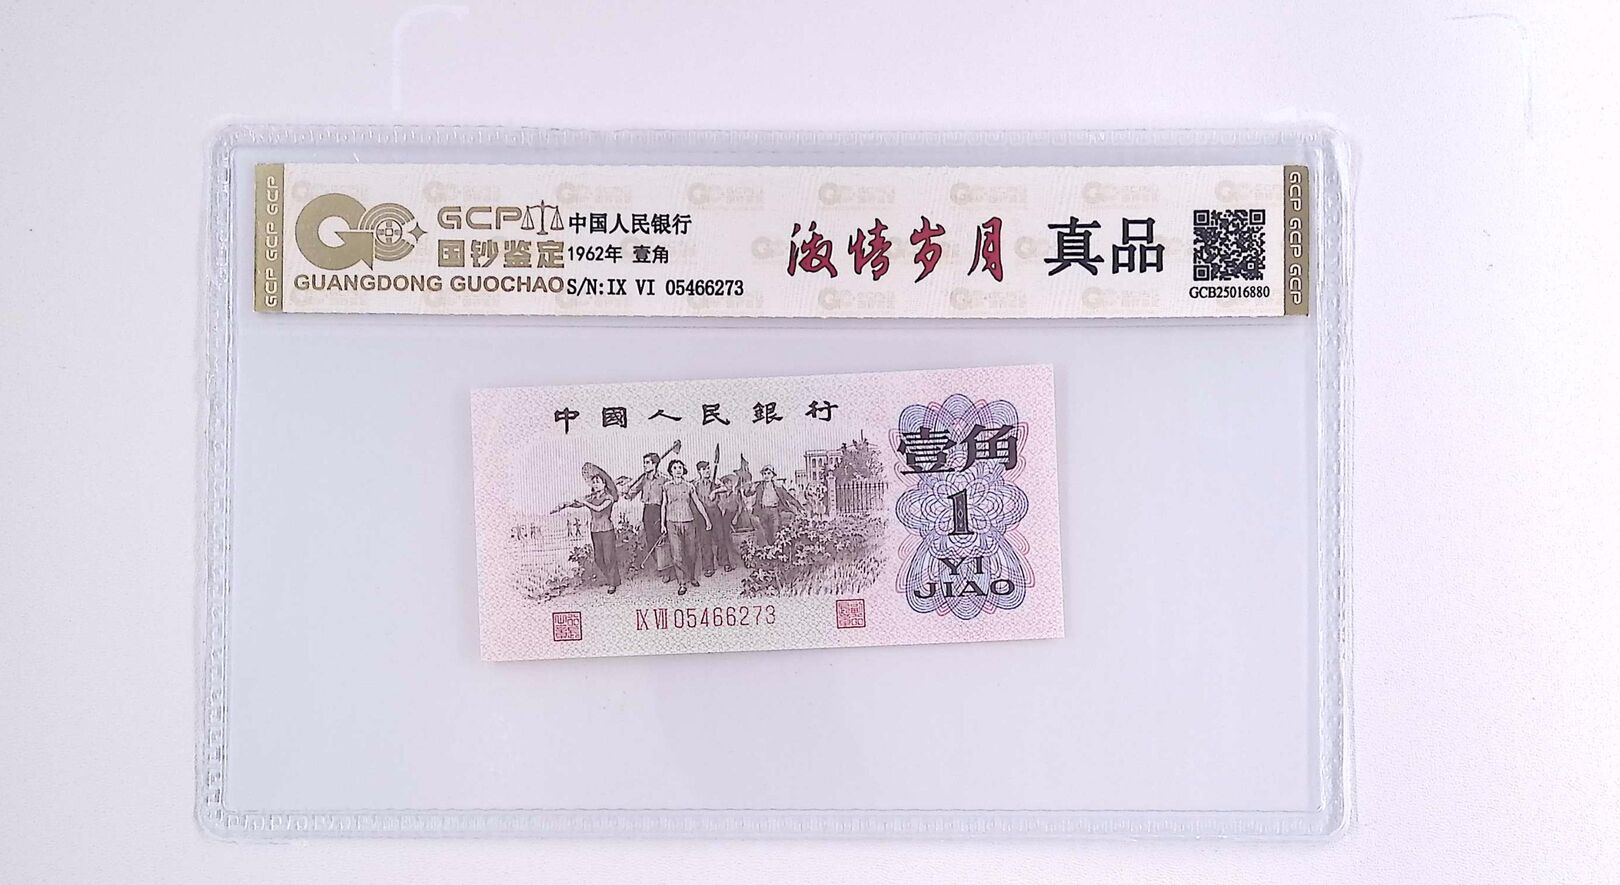 GCP GCP GCP
GCP
国钞鉴定
GUANGDONG GUOCHAO
中国人民银行
1962年 壹角
S/N:IX VI 05466273
激情岁月
真品
GCB25016880
GCP GCP GCP
中國人民銀行
壹角
1
YI
JIAO
IX VII 05466273